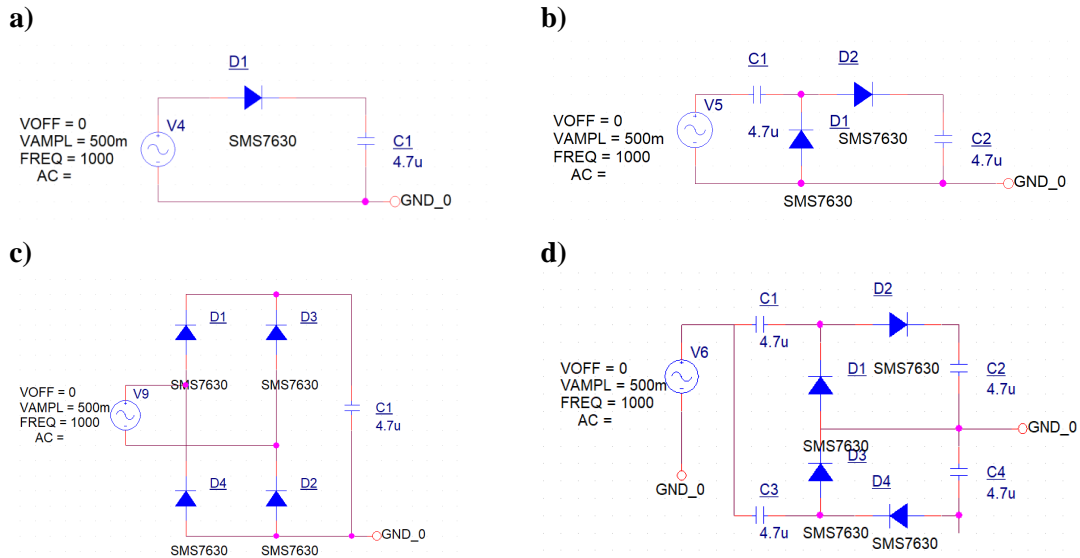 a)
D1
V4
VOFF = 0
VAMPL = 500m
FREQ = 1000
AC =
SMS7630
C1
4.7u
GND_0
b)
C1
D2
V5
VOFF = 0
VAMPL = 500m
FREQ = 1000
AC =
4.7u
D1
SMS7630
C2
4.7u
GND_0
SMS7630
c)
D1
D3
SMS7630
SMS7630
VOFF = 0
V9
VAMPL = 500m
FREQ = 1000
AC =
C1
4.7u
D4
D2
GND_0
SMS7630
SMS7630
d)
C1
D2
V6
4.7u
VOFF = 0
VAMPL = 500m
FREQ = 1000
AC =
D1
SMS7630
C2
4.7u
GND_0
SMS7630
D3
GND_0
C3
D4
C4
4.7u
4.7u
SMS7630
SMS7630